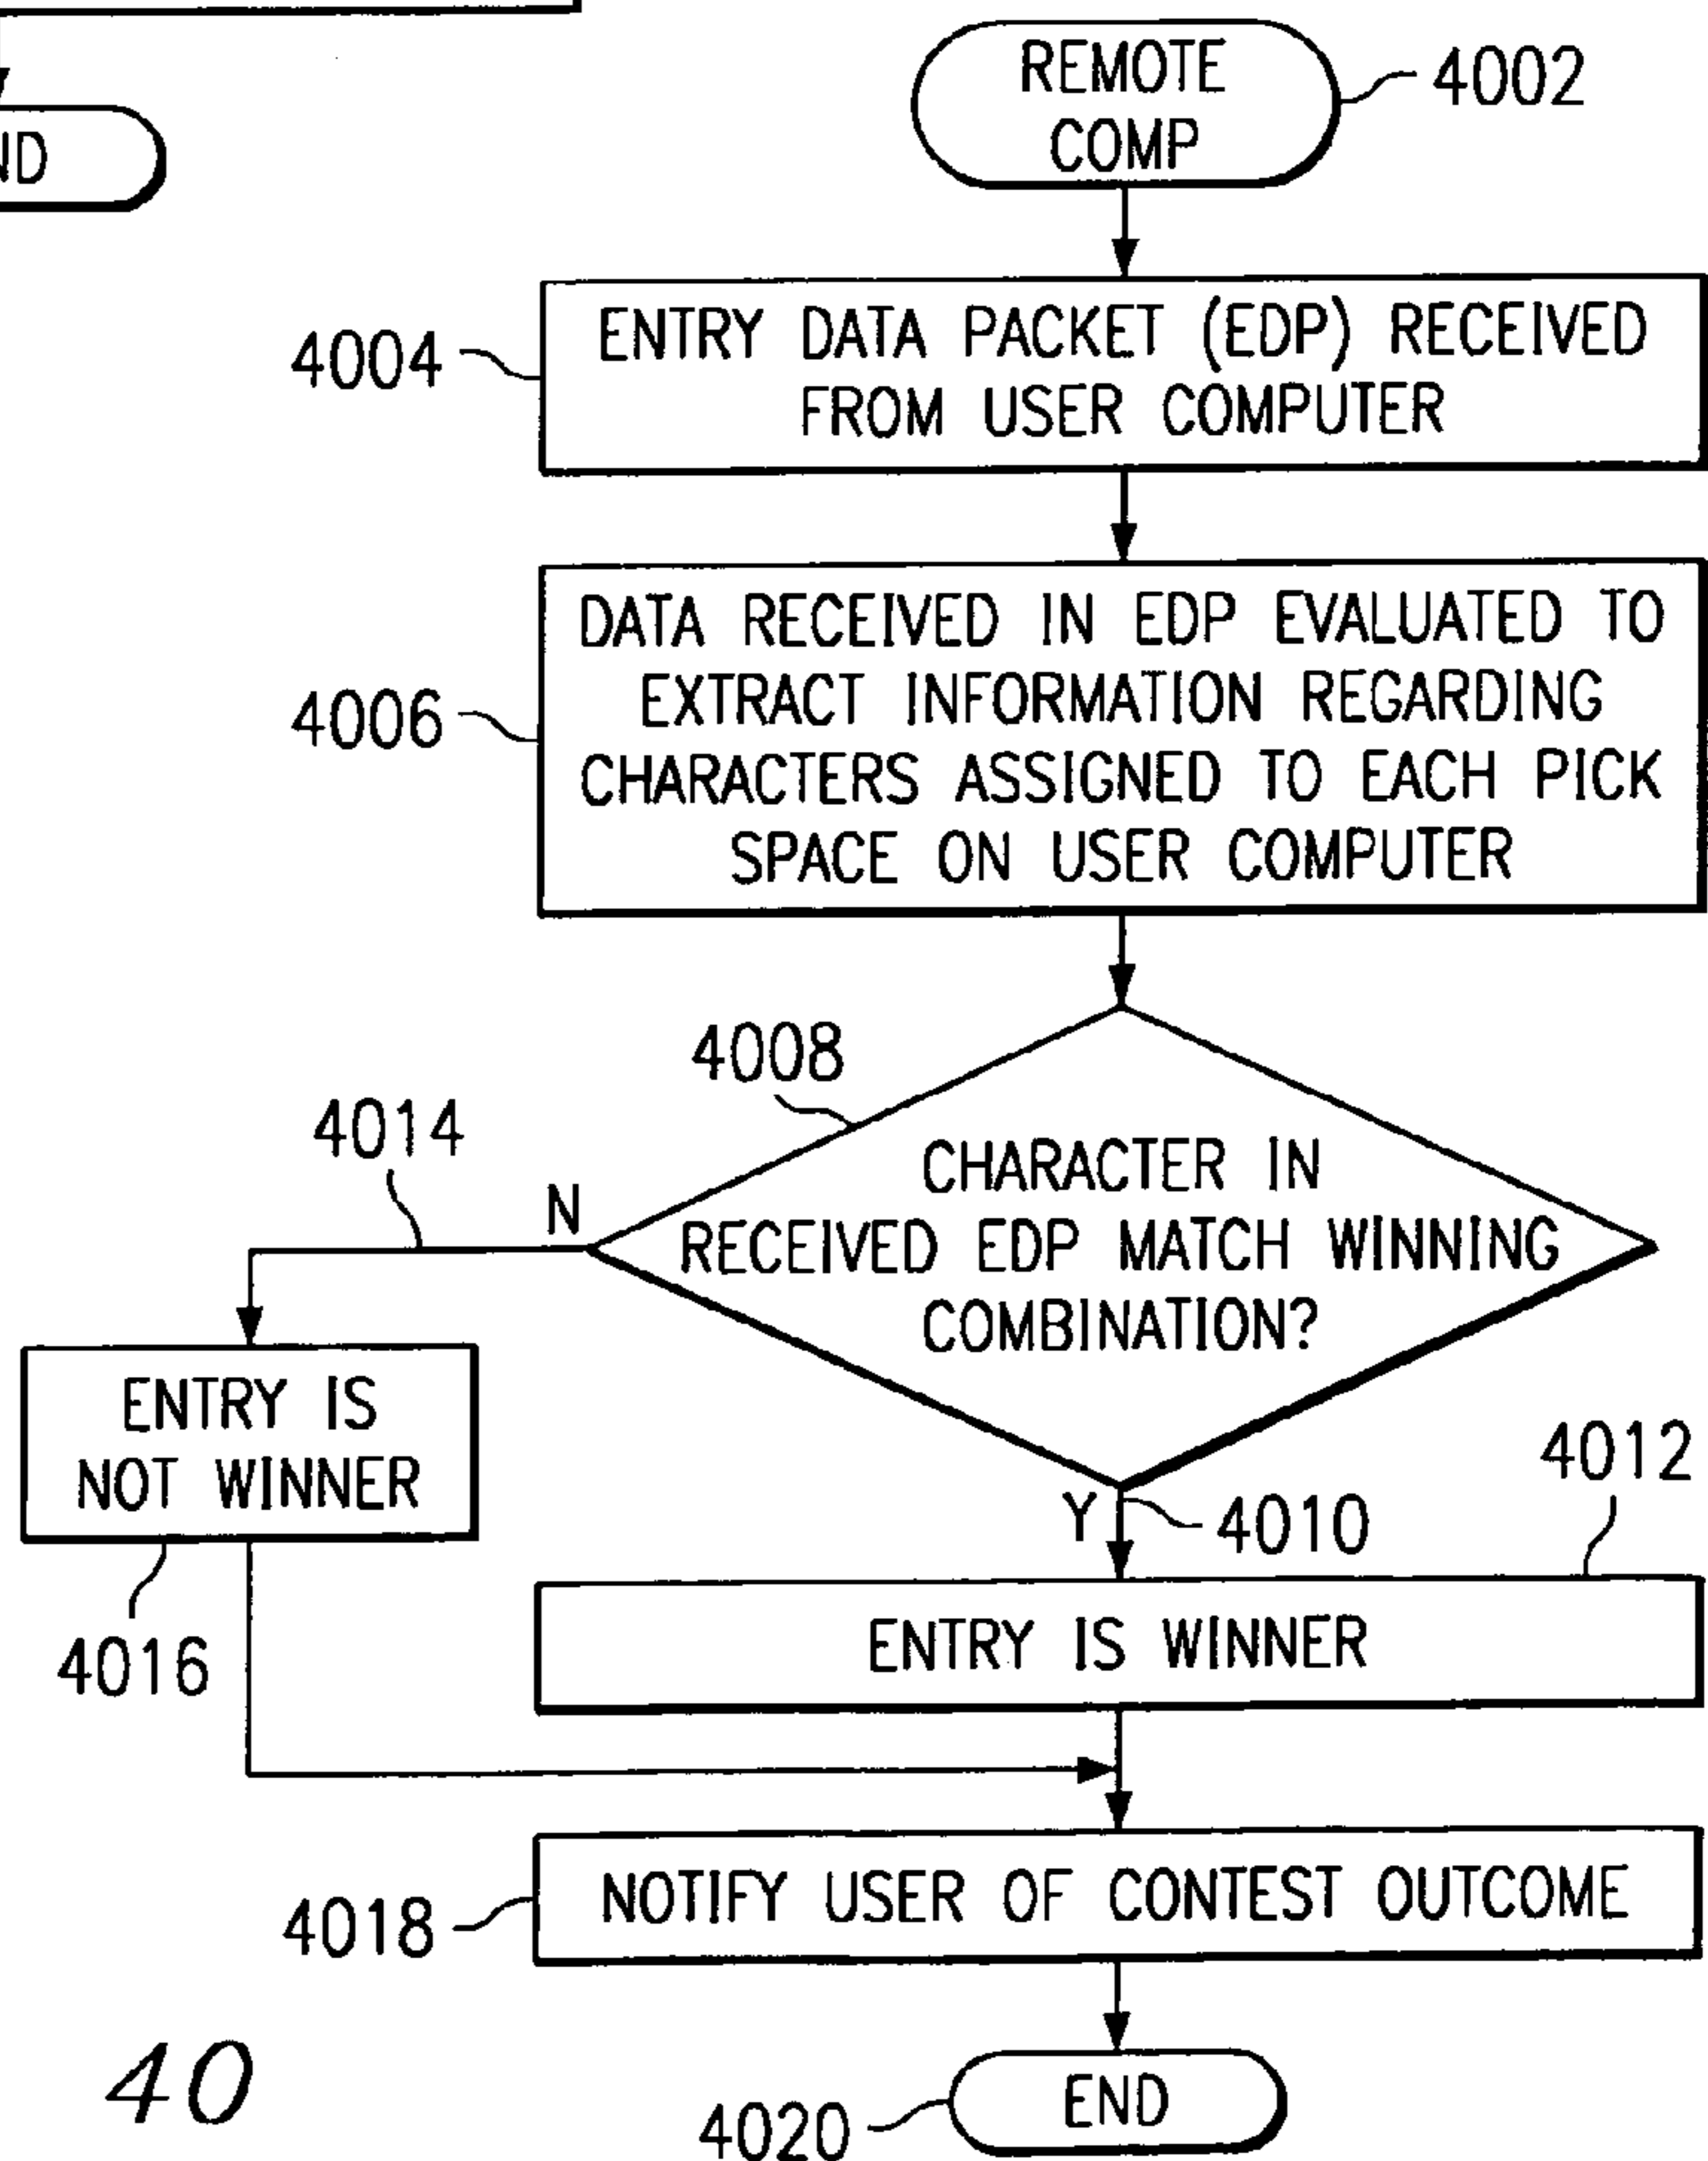 REMOTE
COMP
4002
ENTRY DATA PACKET (EDP) RECEIVED
FROM USER COMPUTER
4004
DATA RECEIVED IN EDP EVALUATED TO
EXTRACT INFORMATION REGARDING
CHARACTERS ASSIGNED TO EACH PICK
SPACE ON USER COMPUTER
4006
4008
4014
N
CHARACTER IN
RECEIVED EDP MATCH WINNING
COMBINATION?
ENTRY IS
NOT WINNER
4016
Y
4010
4012
ENTRY IS WINNER
NOTIFY USER OF CONTEST OUTCOME
4018
END
4020
40